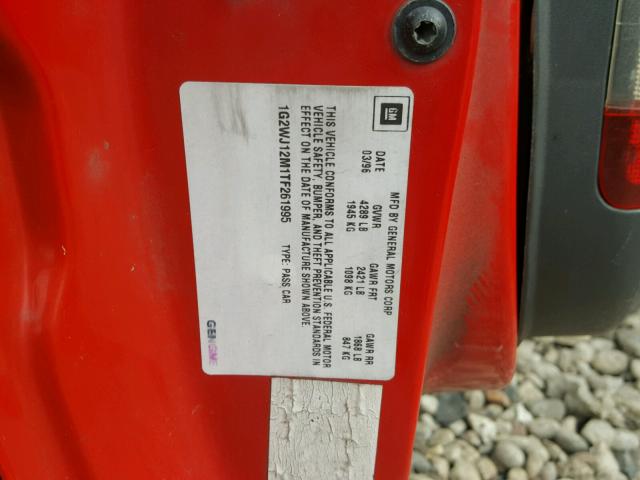 GM
MFD BY GENERAL MOTORS CORP
DATE GVWR GAWR FRT GAWR RR
03/96 4289 LB 2421 LB 1868 LB
1945 KG 1098 KG 847 KG
THIS VEHICLE CONFORMS TO ALL APPLICABLE U.S. FEDERAL MOTOR
VEHICLE SAFETY, BUMPER, AND THEFT PREVENTION STANDARDS IN
EFFECT ON THE DATE OF MANUFACTURE SHOWN ABOVE.
1G2WJ12M1TF261995 TYPE: PASS CAR